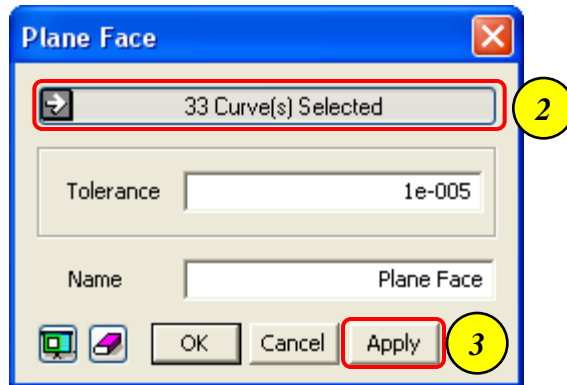 Plane Face
33 Curve(s) Selected
2
Tolerance 1e-005
Name Plane Face
OK Cancel Apply 3